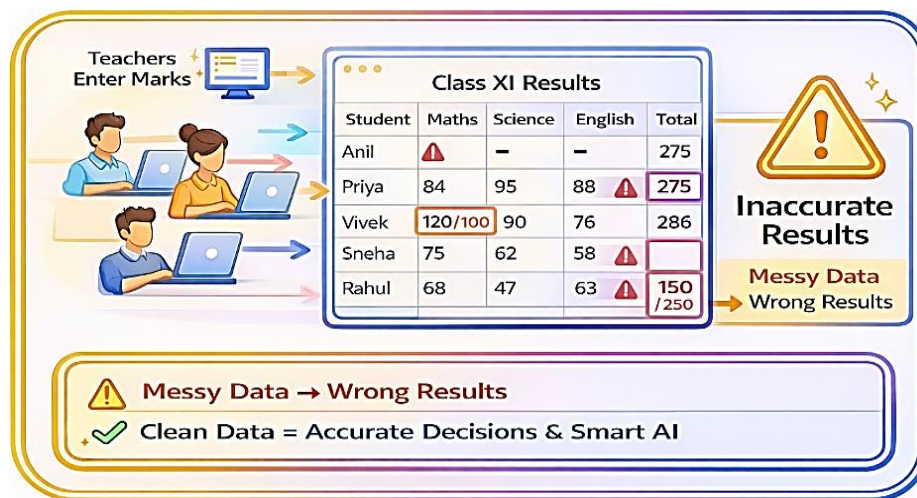 Teachers
Enter Marks
Class XI Results
Student Maths Science English Total
Anil – – 275
Priya 84 95 88 275
Vivek 120/100 90 76 286
Sneha 75 62 58
Rahul 68 47 63 150
/250
Inaccurate
Results
Messy Data
Wrong Results
Messy Data → Wrong Results
Clean Data = Accurate Decisions & Smart AI